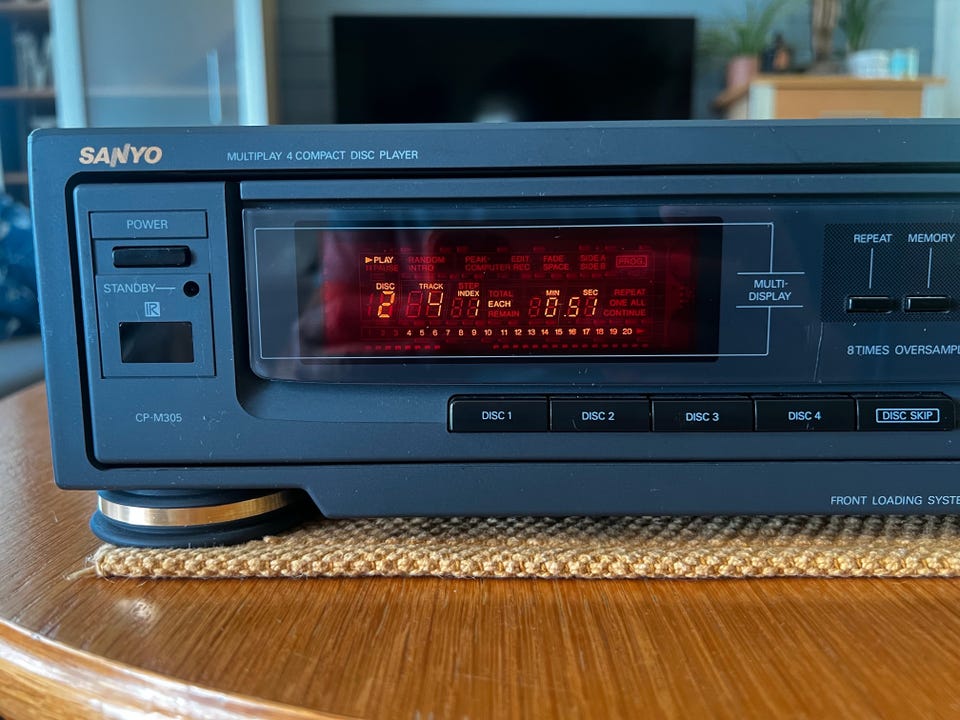 SANYO MULTIPLAY 4 COMPACT DISC PLAYER
POWER
STANDBY
R
CP-M305
▶PLAY RANDOM PEAK EDIT FADE SIDE A PROG.
PAUSE INTRO COMPUTER REC SPACE SIDE B
DISC TRACK STEP INDEX TOTAL EACH REMAIN MIN SEC REPEAT ONE ALL CONTINUE
2 4 1 0:51
4 5 6 7 8 9 10 11 12 13 14 15 16 17 18 19 20
MULTI-
DISPLAY
REPEAT MEMORY
8 TIMES OVERSAMPL
DISC 1 DISC 2 DISC 3 DISC 4 DISC SKIP
FRONT LOADING SYSTE